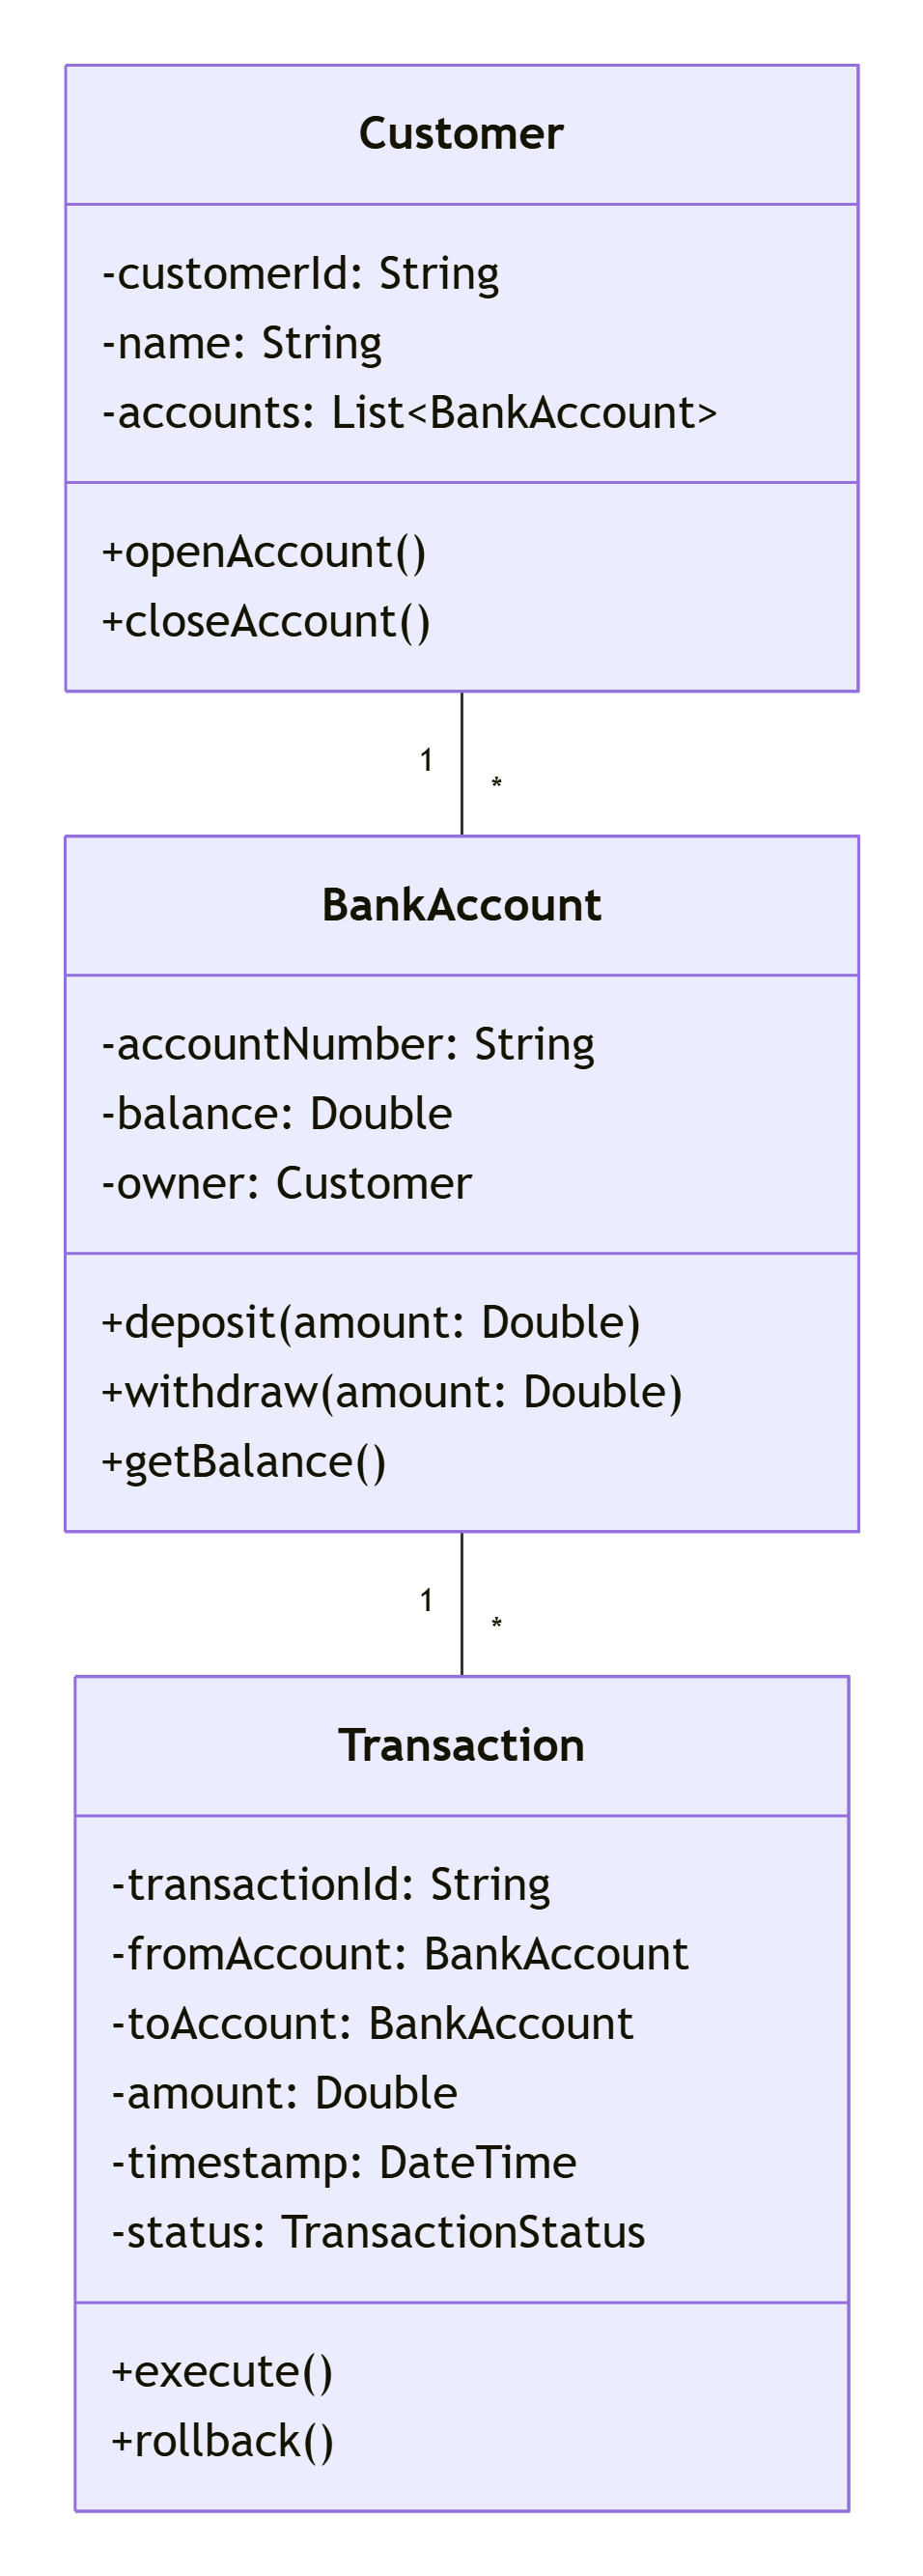 Customer
-customerId: String
-name: String
-accounts: List<BankAccount>
+openAccount()
+closeAccount()
1
*
BankAccount
-accountNumber: String
-balance: Double
-owner: Customer
+deposit(amount: Double)
+withdraw(amount: Double)
+getBalance()
1
*
Transaction
-transactionId: String
-fromAccount: BankAccount
-toAccount: BankAccount
-amount: Double
-timestamp: DateTime
-status: TransactionStatus
+execute()
+rollback()